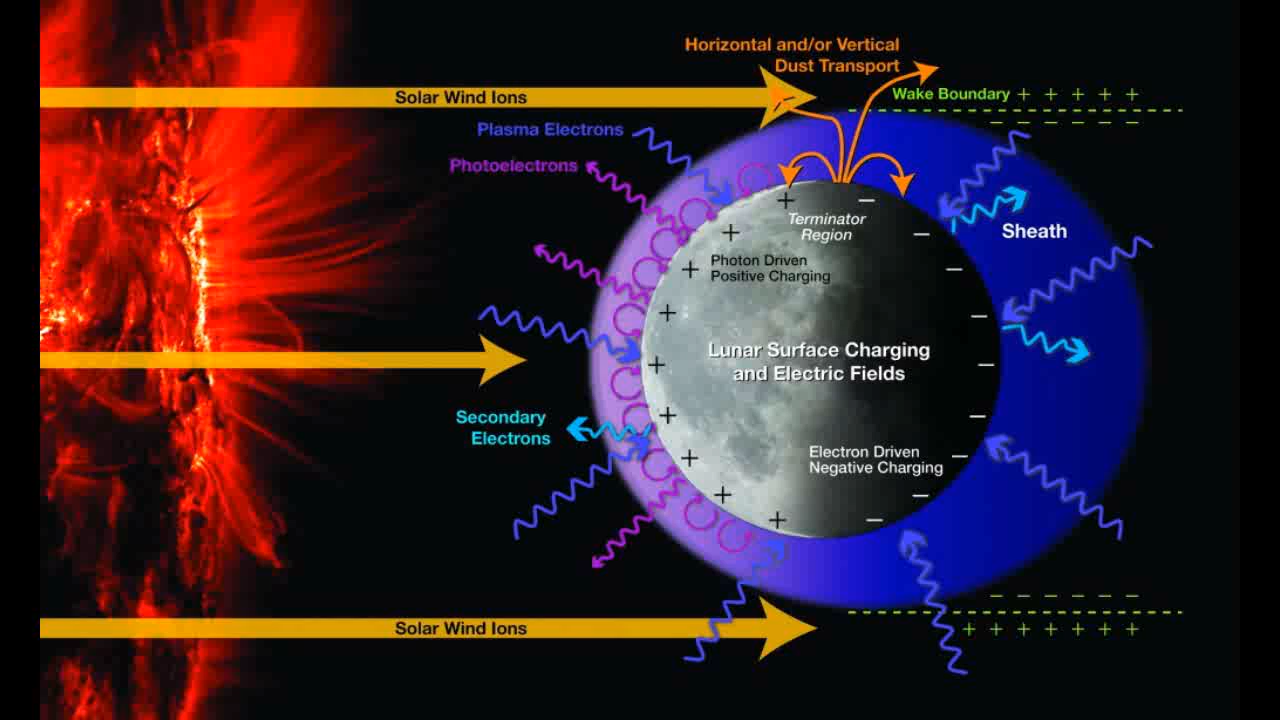 Horizontal and/or Vertical
Dust Transport
Solar Wind Ions
Wake Boundary + + + + +
− − − − −
Plasma Electrons
Photoelectrons
+ −
Terminator
Region
+ −
Sheath
Photon Driven
Positive Charging
+ −
+ −
Lunar Surface Charging
and Electric Fields
+ −
Secondary
Electrons
+ −
Electron Driven
Negative Charging
+ −
+ −
+ −
− − − − − −
+ + + + + + +
Solar Wind Ions